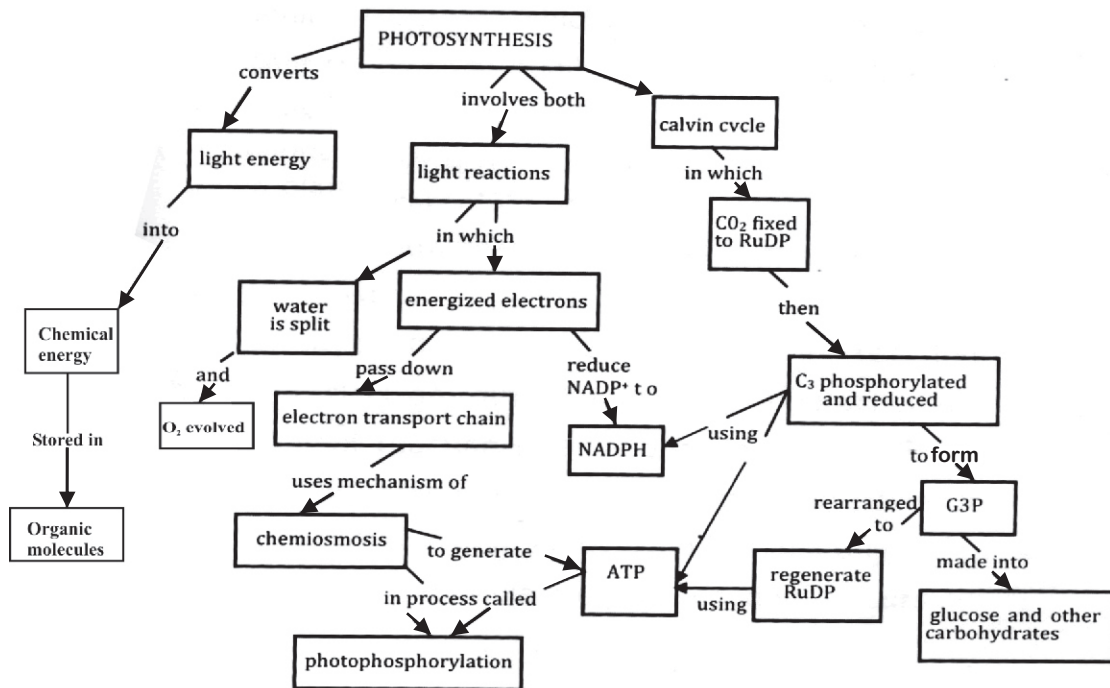 PHOTOSYNTHESIS
converts
involves both
calvin cvcle
light energy
light reactions
in which
into
in which
CO₂ fixed
to RuDP
water
is split
energized electrons
then
Chemical
energy
and
pass down
reduce
NADP⁺ t o
C₃ phosphorylated
and reduced
O₂ evolved
electron transport chain
using
NADPH
Stored in
to form
uses mechanism of
rearranged
to
G3P
Organic
molecules
chemiosmosis
to generate
ATP
regenerate
RuDP
made into
in process called
using
glucose and other
carbohydrates
photophosphorylation